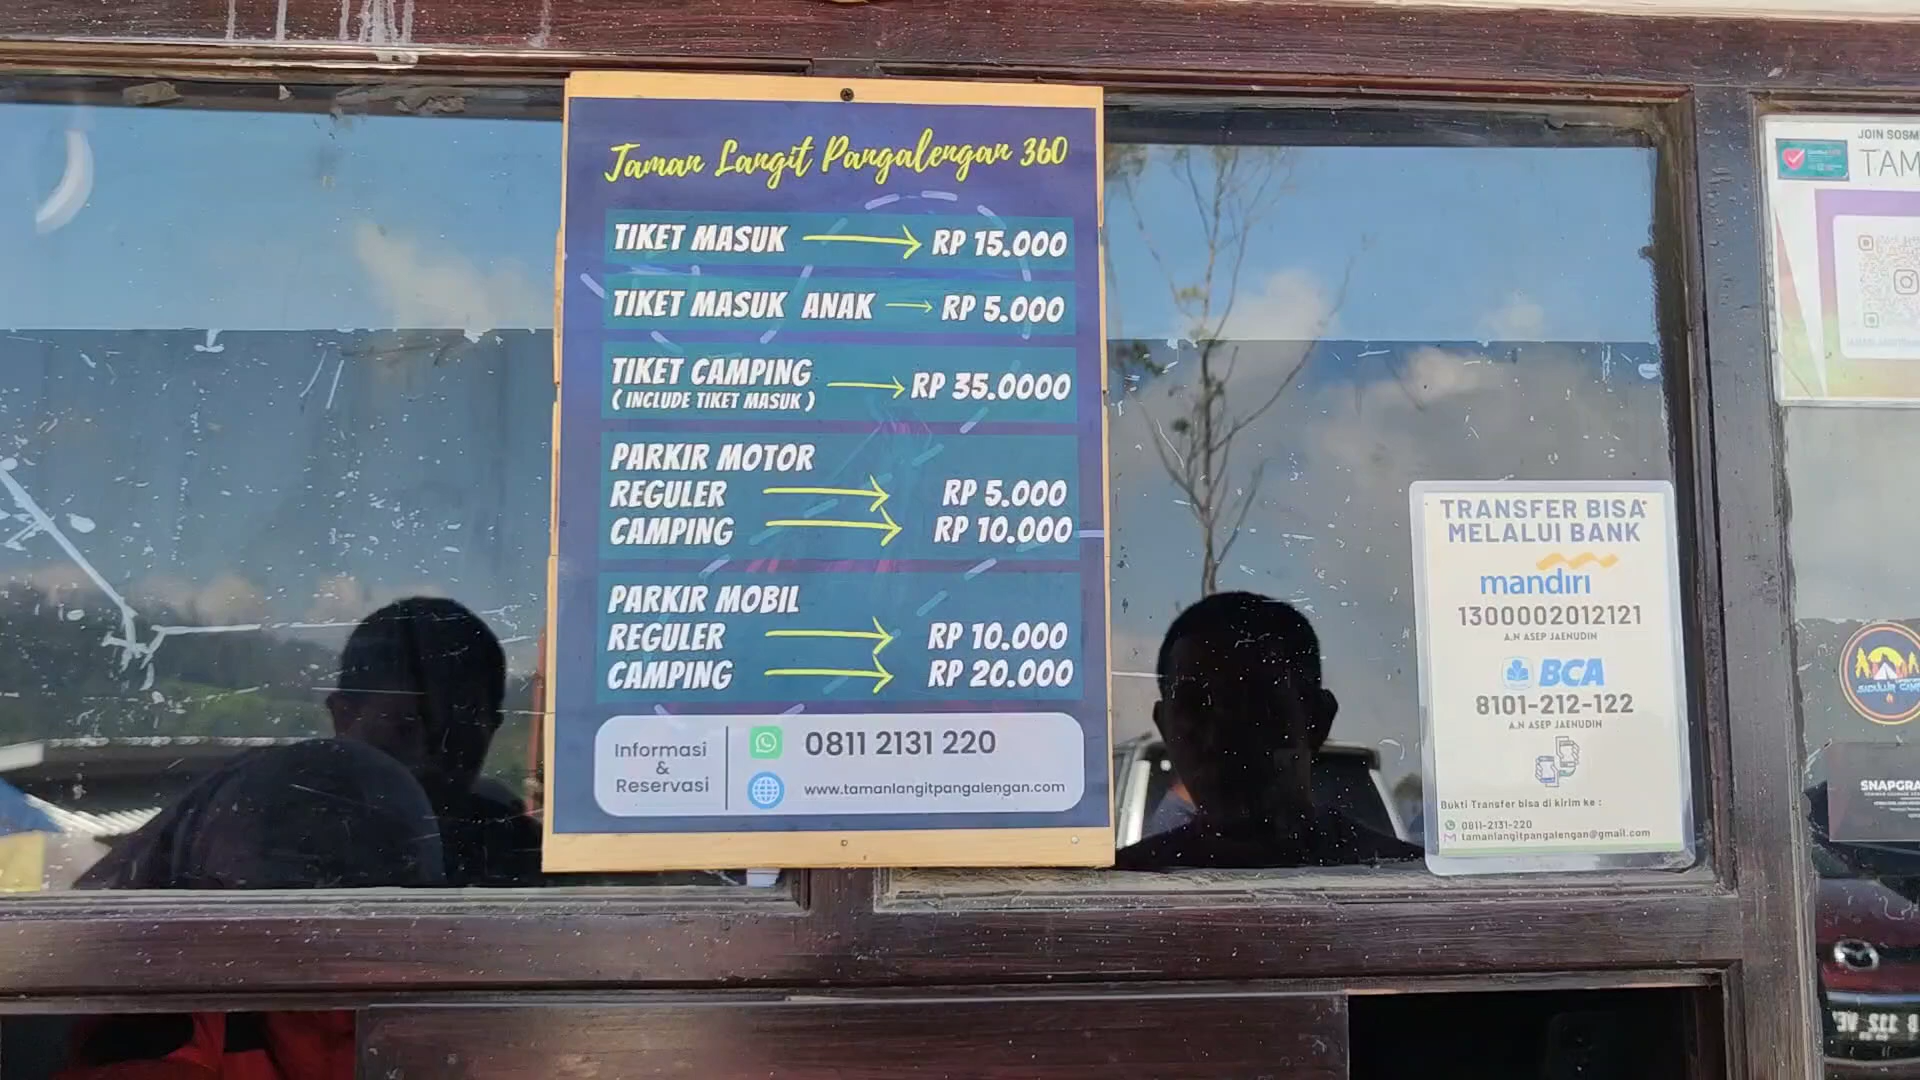 Taman Langit Pangalengan 360
TIKET MASUK RP 15.000
TIKET MASUK ANAK RP 5.000
TIKET CAMPING RP 35.0000
( INCLUDE TIKET MASUK )
PARKIR MOTOR
REGULER RP 5.000
CAMPING RP 10.000
PARKIR MOBIL
REGULER RP 10.000
CAMPING RP 20.000
Informasi
&
Reservasi
0811 2131 220
www.tamanlangitpangalengan.com
TRANSFER BISA
MELALUI BANK
mandiri
1300002012121
A.N ASEP JAENUDIN
BCA
8101-212-122
A.N ASEP JAENUDIN
Bukti Transfer bisa di kirim ke :
0811-2131-220
tamanlangitpangalengan@gmail.com
JOIN SOSM
TAM
SNAPGRA